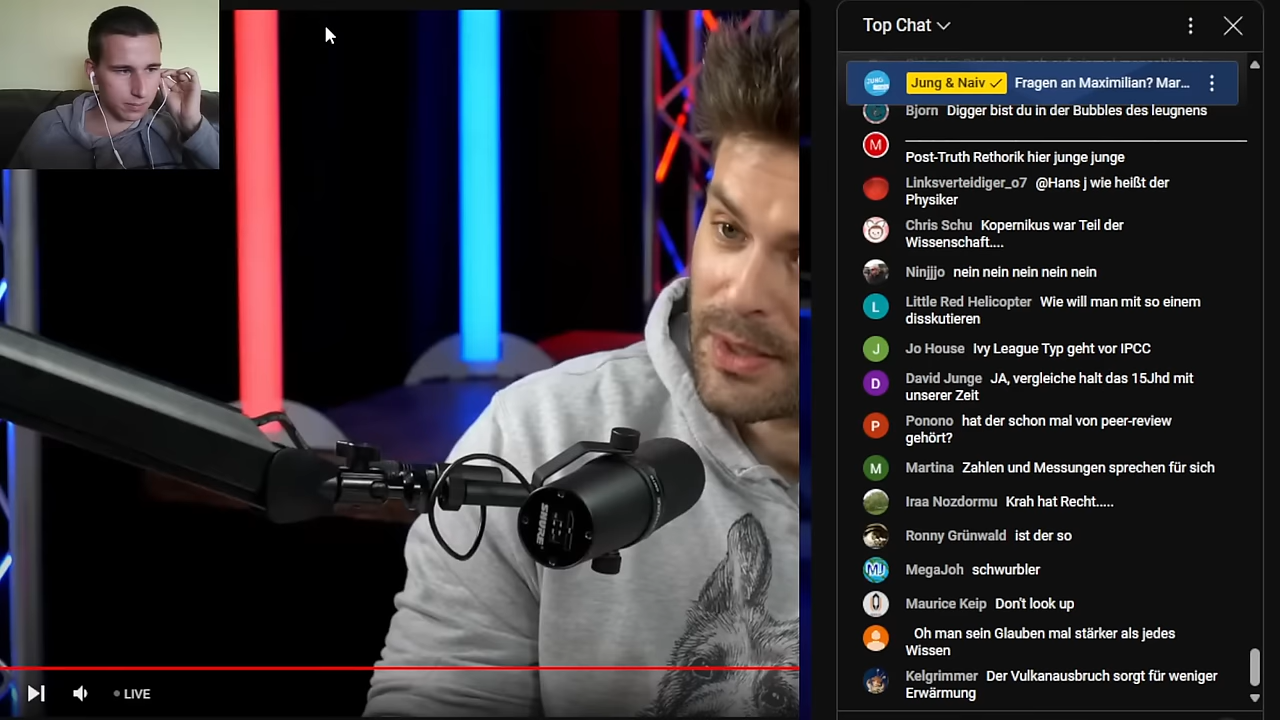 Top Chat
Jung & Naiv Fragen an Maximilian? Mar...
Bjorn Digger bist du in der Bubbles des leugnens
M
Post-Truth Rethorik hier junge junge
Linksverteidiger_o7 @Hans j wie heißt der
Physiker
Chris Schu Kopernikus war Teil der
Wissenschaft....
Ninjjjo nein nein nein nein nein
L Little Red Helicopter Wie will man mit so einem
disskutieren
J Jo House Ivy League Typ geht vor IPCC
D David Junge JA, vergleiche halt das 15Jhd mit
unserer Zeit
P Ponono hat der schon mal von peer-review
gehört?
M Martina Zahlen und Messungen sprechen für sich
Iraa Nozdormu Krah hat Recht.....
Ronny Grünwald ist der so
MJ MegaJoh schwurbler
Maurice Keip Don't look up
Oh man sein Glauben mal stärker als jedes
Wissen
Kelgrimmer Der Vulkanausbruch sorgt für weniger
Erwärmung
SHURE
LIVE